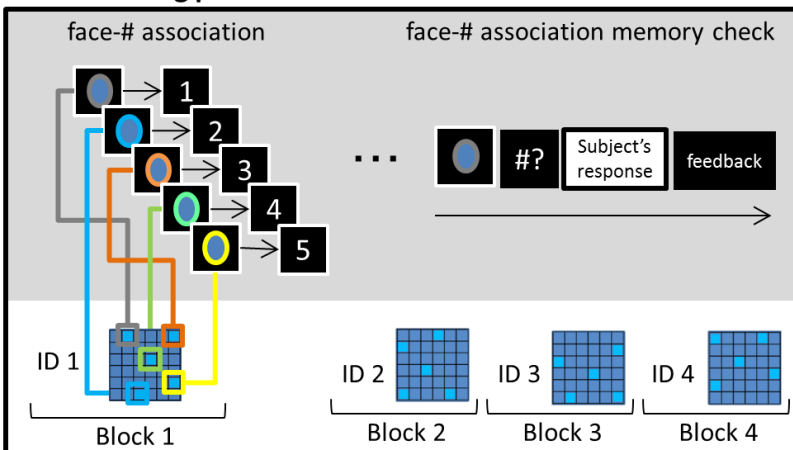 face-# association
face-# association memory check
1
2
3
4
5
...
#?
Subject's
response
feedback
ID 1
ID 2
ID 3
ID 4
Block 1
Block 2
Block 3
Block 4